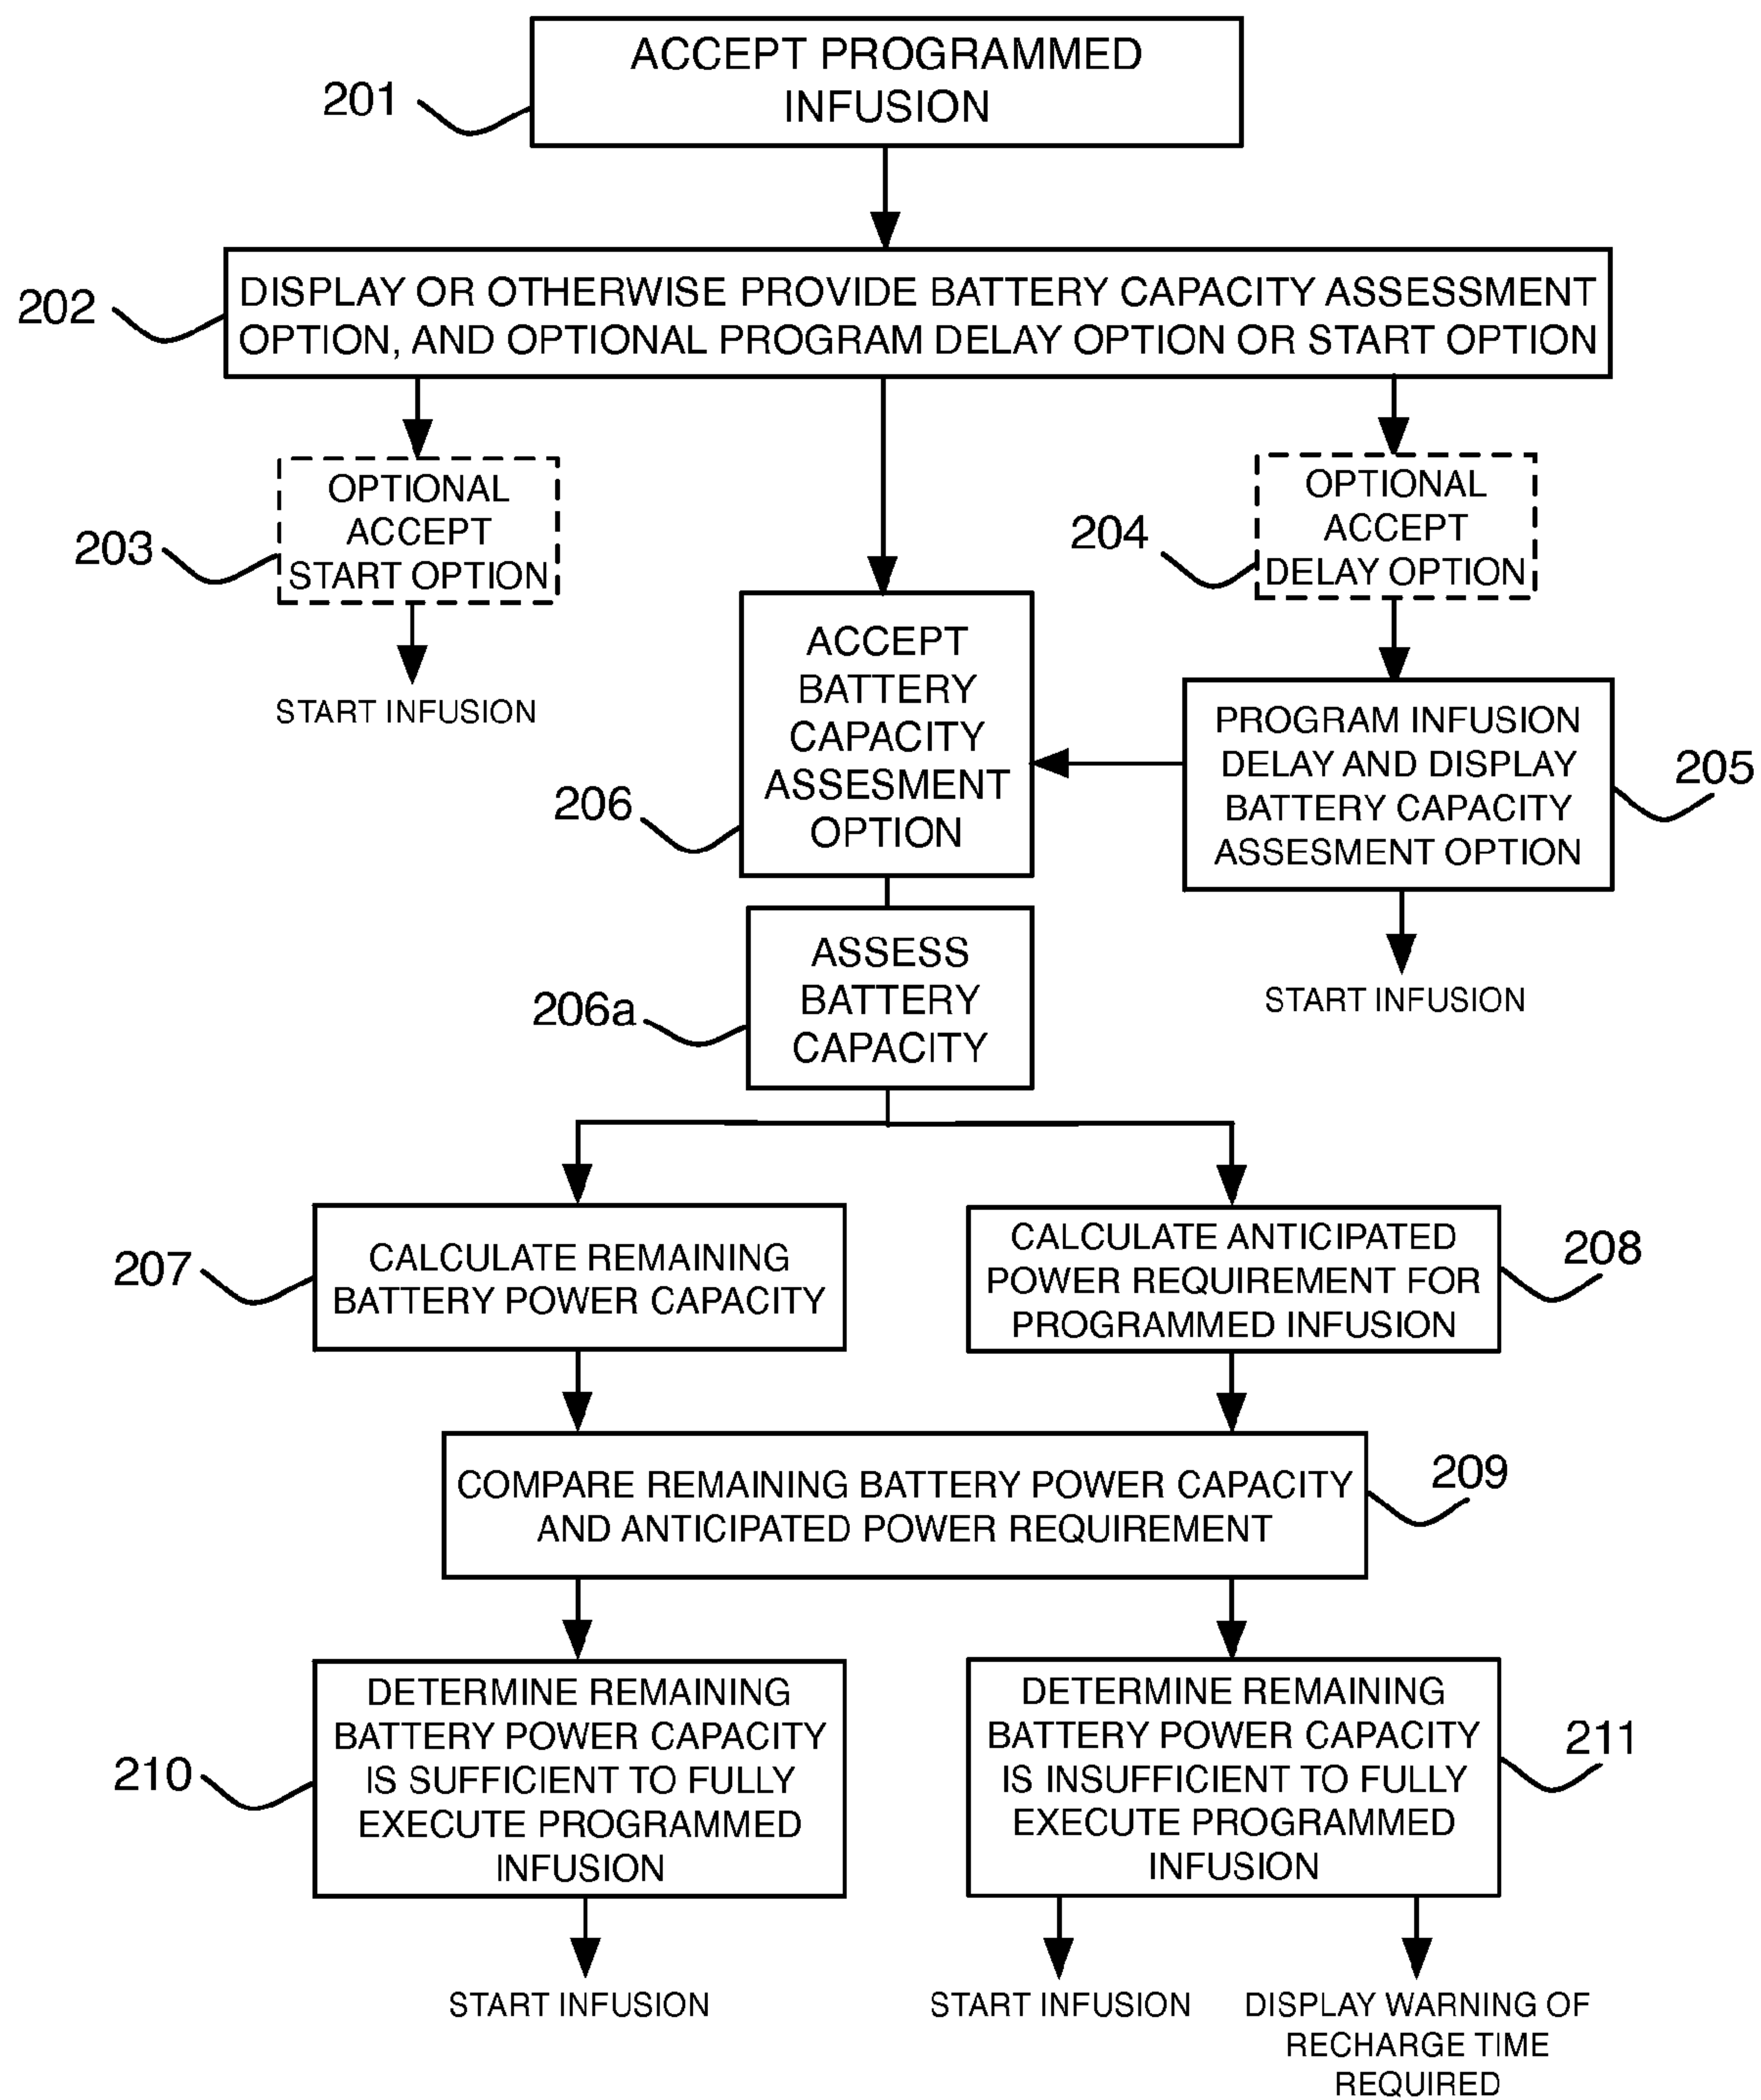 ACCEPT PROGRAMMED
INFUSION
201
202
DISPLAY OR OTHERWISE PROVIDE BATTERY CAPACITY ASSESSMENT
OPTION, AND OPTIONAL PROGRAM DELAY OPTION OR START OPTION
203
OPTIONAL
ACCEPT
START OPTION
START INFUSION
204
OPTIONAL
ACCEPT
DELAY OPTION
206
ACCEPT
BATTERY
CAPACITY
ASSESMENT
OPTION
PROGRAM INFUSION
DELAY AND DISPLAY
BATTERY CAPACITY
ASSESMENT OPTION
205
START INFUSION
206a
ASSESS
BATTERY
CAPACITY
207
CALCULATE REMAINING
BATTERY POWER CAPACITY
CALCULATE ANTICIPATED
POWER REQUIREMENT FOR
PROGRAMMED INFUSION
208
COMPARE REMAINING BATTERY POWER CAPACITY
AND ANTICIPATED POWER REQUIREMENT
209
210
DETERMINE REMAINING
BATTERY POWER CAPACITY
IS SUFFICIENT TO FULLY
EXECUTE PROGRAMMED
INFUSION
DETERMINE REMAINING
BATTERY POWER CAPACITY
IS INSUFFICIENT TO FULLY
EXECUTE PROGRAMMED
INFUSION
211
START INFUSION
START INFUSION
DISPLAY WARNING OF
RECHARGE TIME
REQUIRED